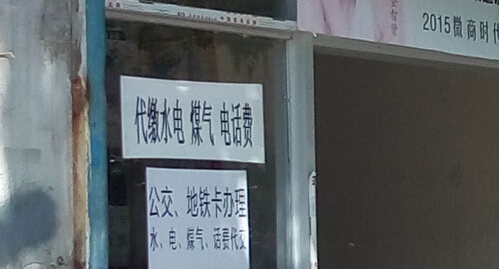 2015微商时代
代缴水电 煤气 电话费
公交、地铁卡办理
水、电、煤气、话费代交